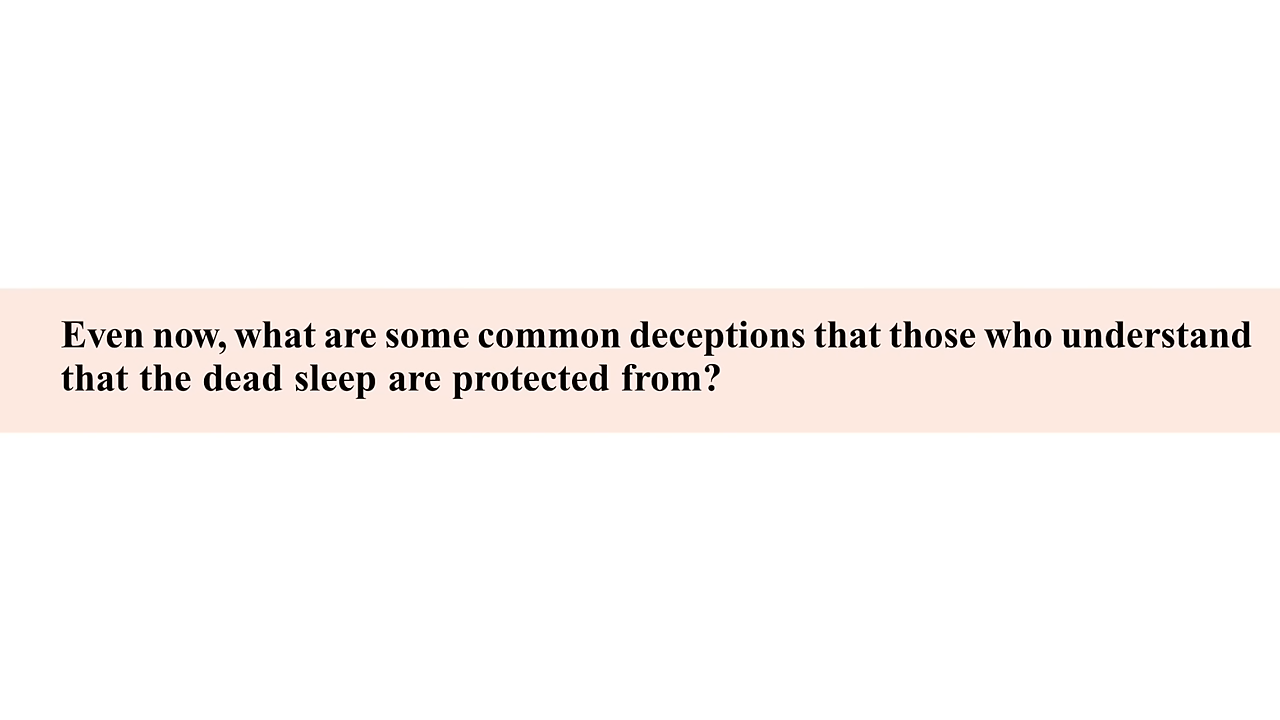 Even now, what are some common deceptions that those who understand
that the dead sleep are protected from?